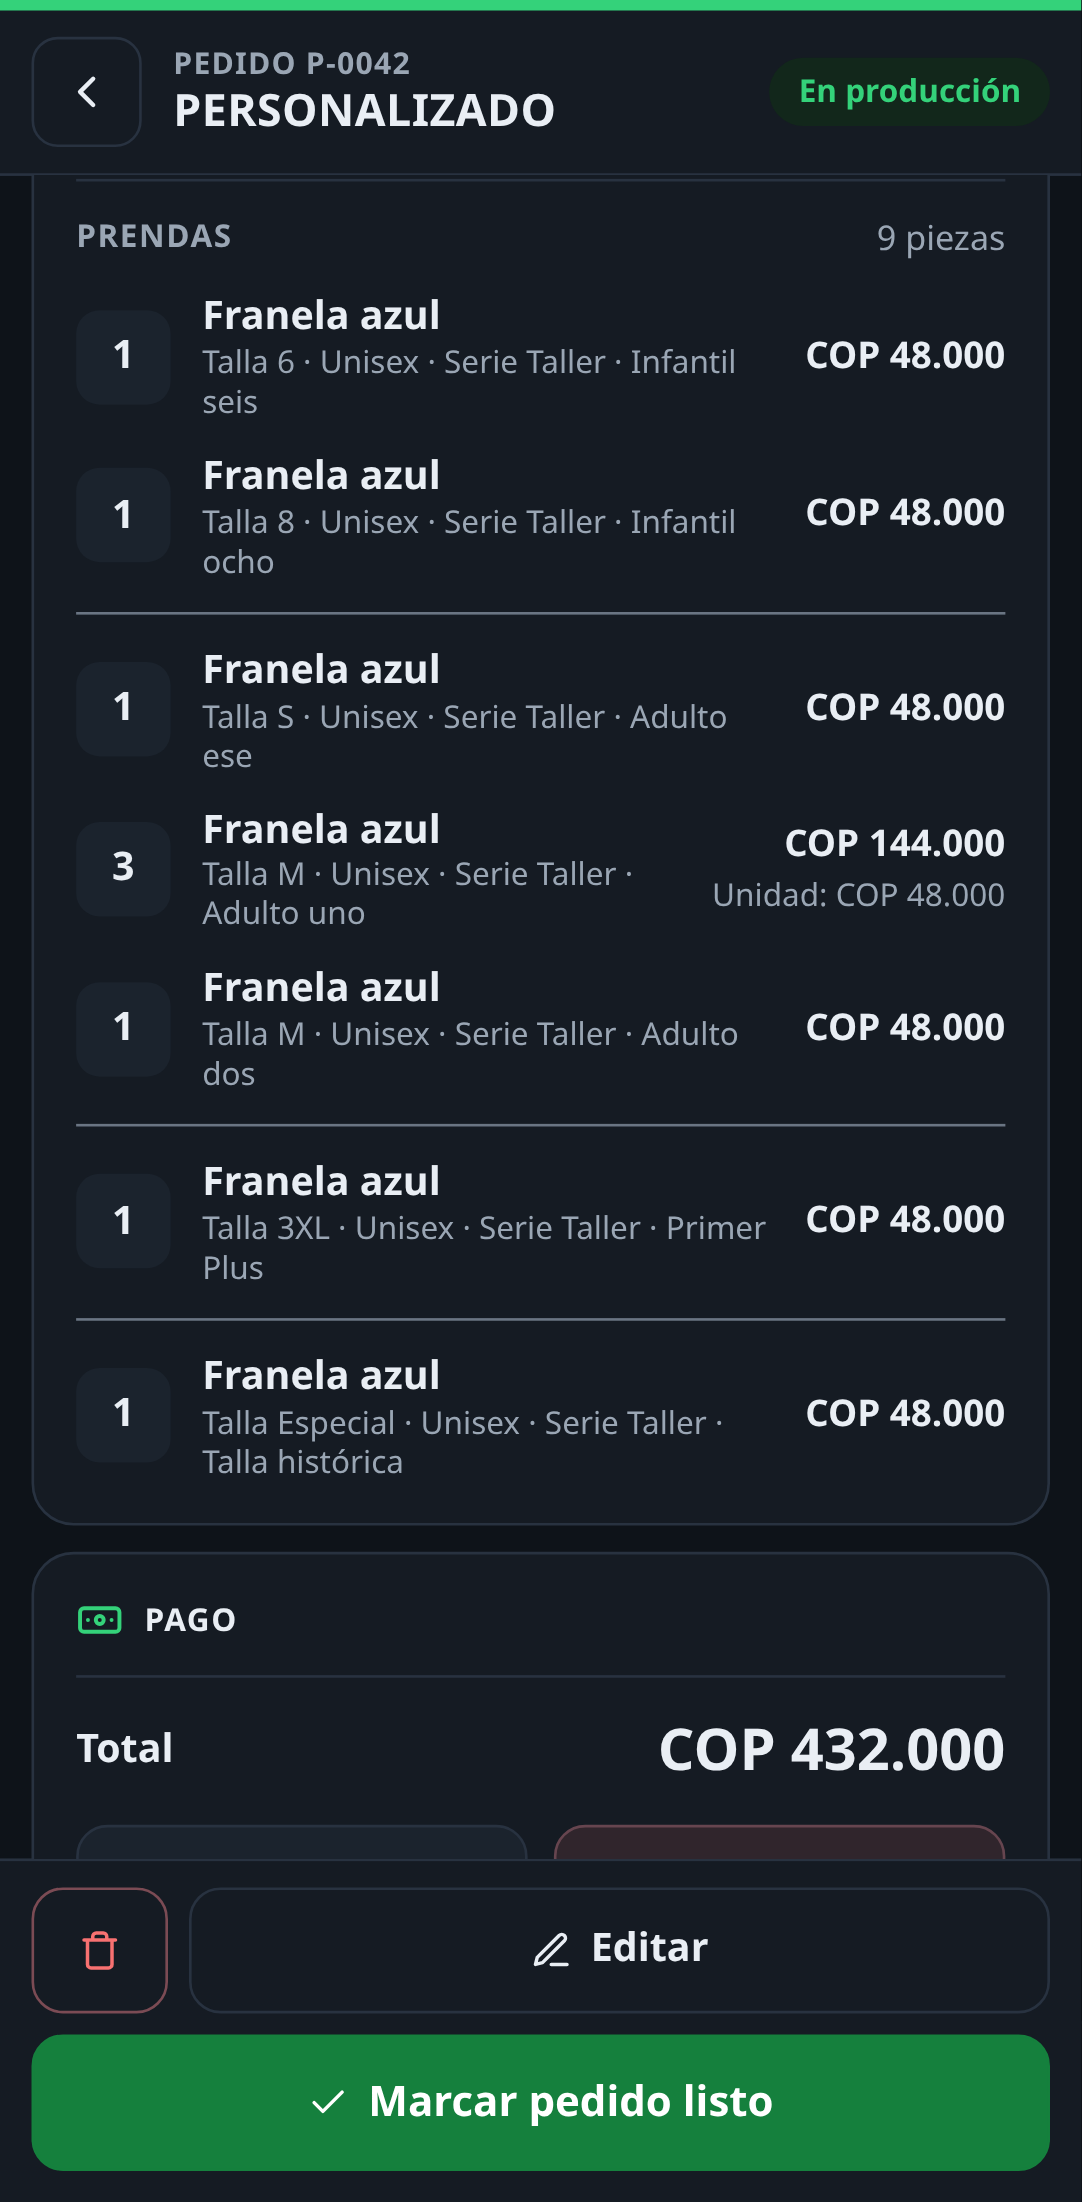 PEDIDO P-0042
PERSONALIZADO
En producción
PRENDAS
9 piezas
1
Franela azul
Talla 6 · Unisex · Serie Taller · Infantil
seis
COP 48.000
1
Franela azul
Talla 8 · Unisex · Serie Taller · Infantil
ocho
COP 48.000
1
Franela azul
Talla S · Unisex · Serie Taller · Adulto
ese
COP 48.000
3
Franela azul
Talla M · Unisex · Serie Taller ·
Adulto uno
COP 144.000
Unidad: COP 48.000
1
Franela azul
Talla M · Unisex · Serie Taller · Adulto
dos
COP 48.000
1
Franela azul
Talla 3XL · Unisex · Serie Taller · Primer
Plus
COP 48.000
1
Franela azul
Talla Especial · Unisex · Serie Taller ·
Talla histórica
COP 48.000
PAGO
Total
COP 432.000
Editar
Marcar pedido listo